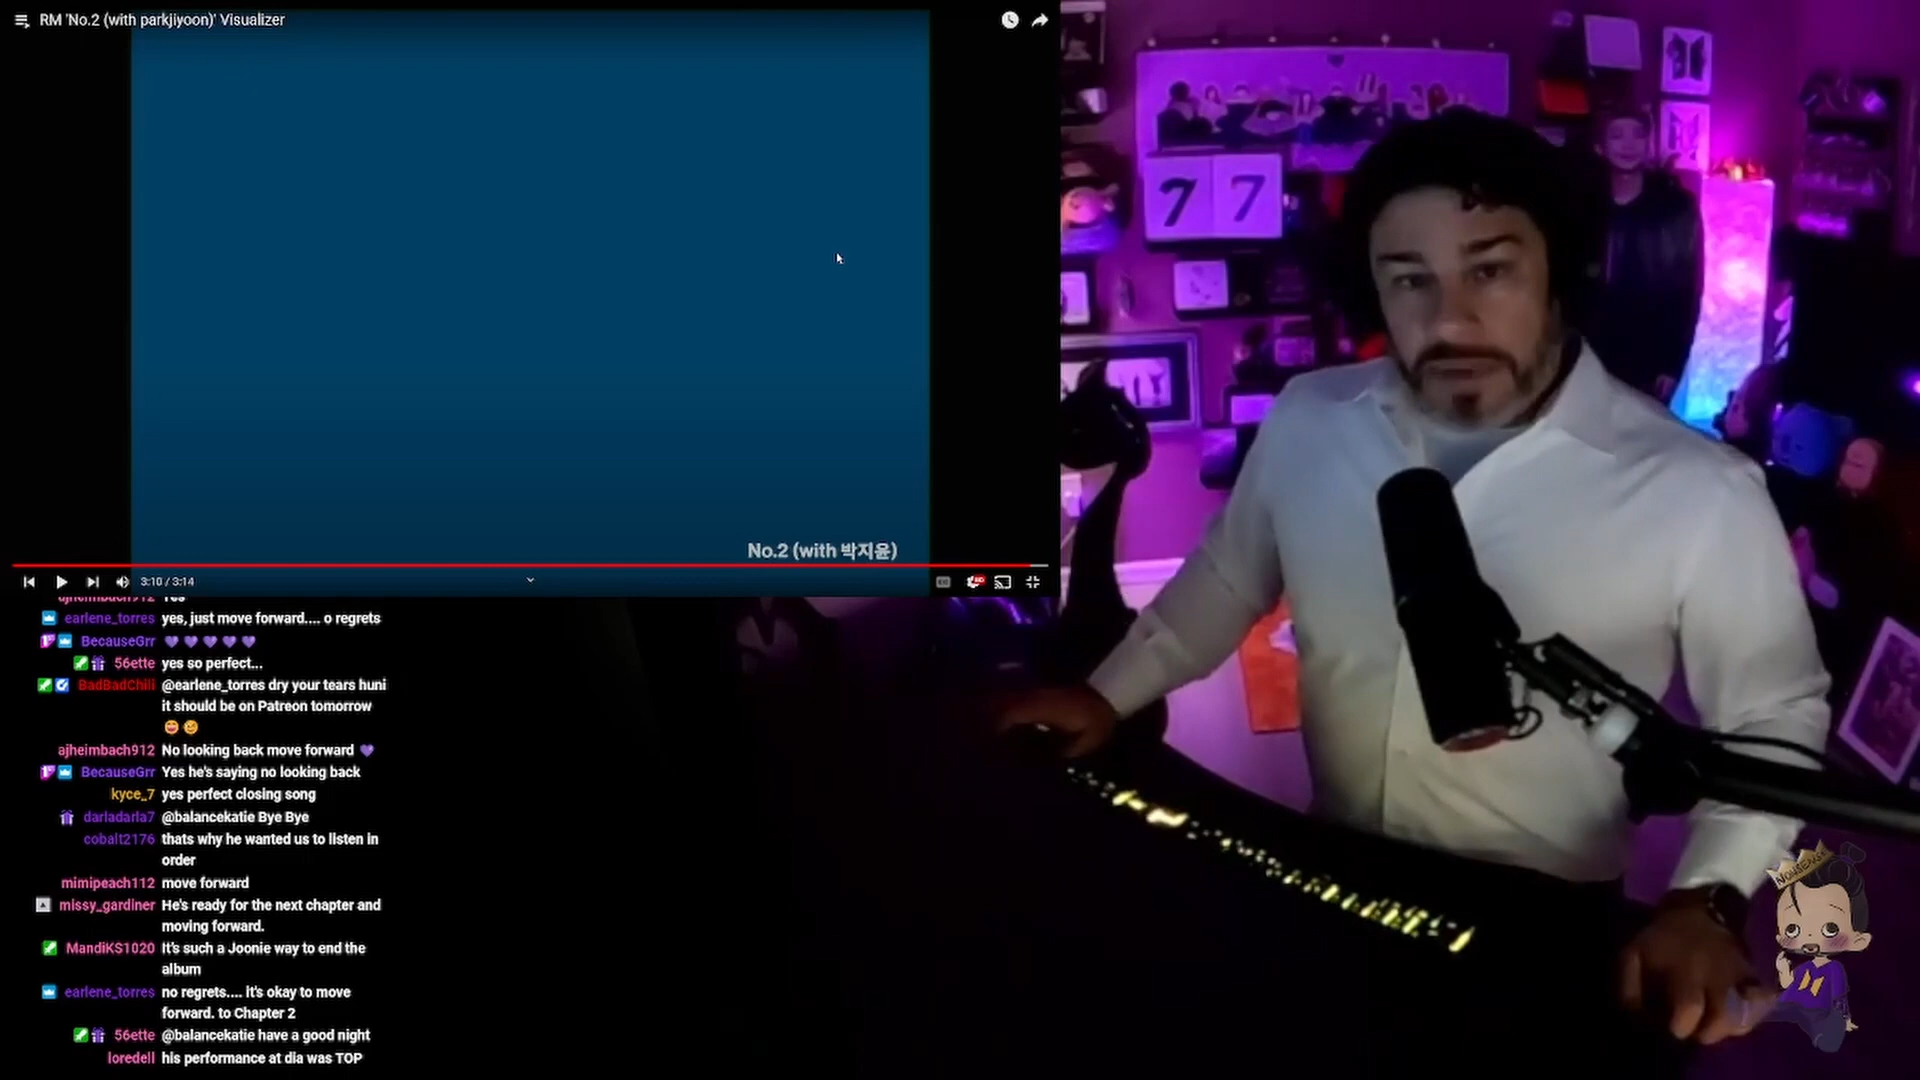 RM 'No.2 (with parkjiyoon)' Visualizer
7 7
No.2 (with 박지윤)
3:10 / 3:14
ajheimbach912 Yes
earlene_torres yes, just move forward.... o regrets
BecauseGrr 💜 💜 💜 💜 💜
56ette yes so perfect...
BadBadChili @earlene_torres dry your tears huni
it should be on Patreon tomorrow
ajheimbach912 No looking back move forward 💜
BecauseGrr Yes he's saying no looking back
kyce_7 yes perfect closing song
darladarla7 @balancekatie Bye Bye
cobalt2176 thats why he wanted us to listen in
order
mimipeach112 move forward
missy_gardiner He's ready for the next chapter and
moving forward.
MandiKS1020 It's such a Joonie way to end the
album
earlene_torres no regrets.... it's okay to move
forward. to Chapter 2
56ette @balancekatie have a good night
loredell his performance at dia was TOP
NONSENSE